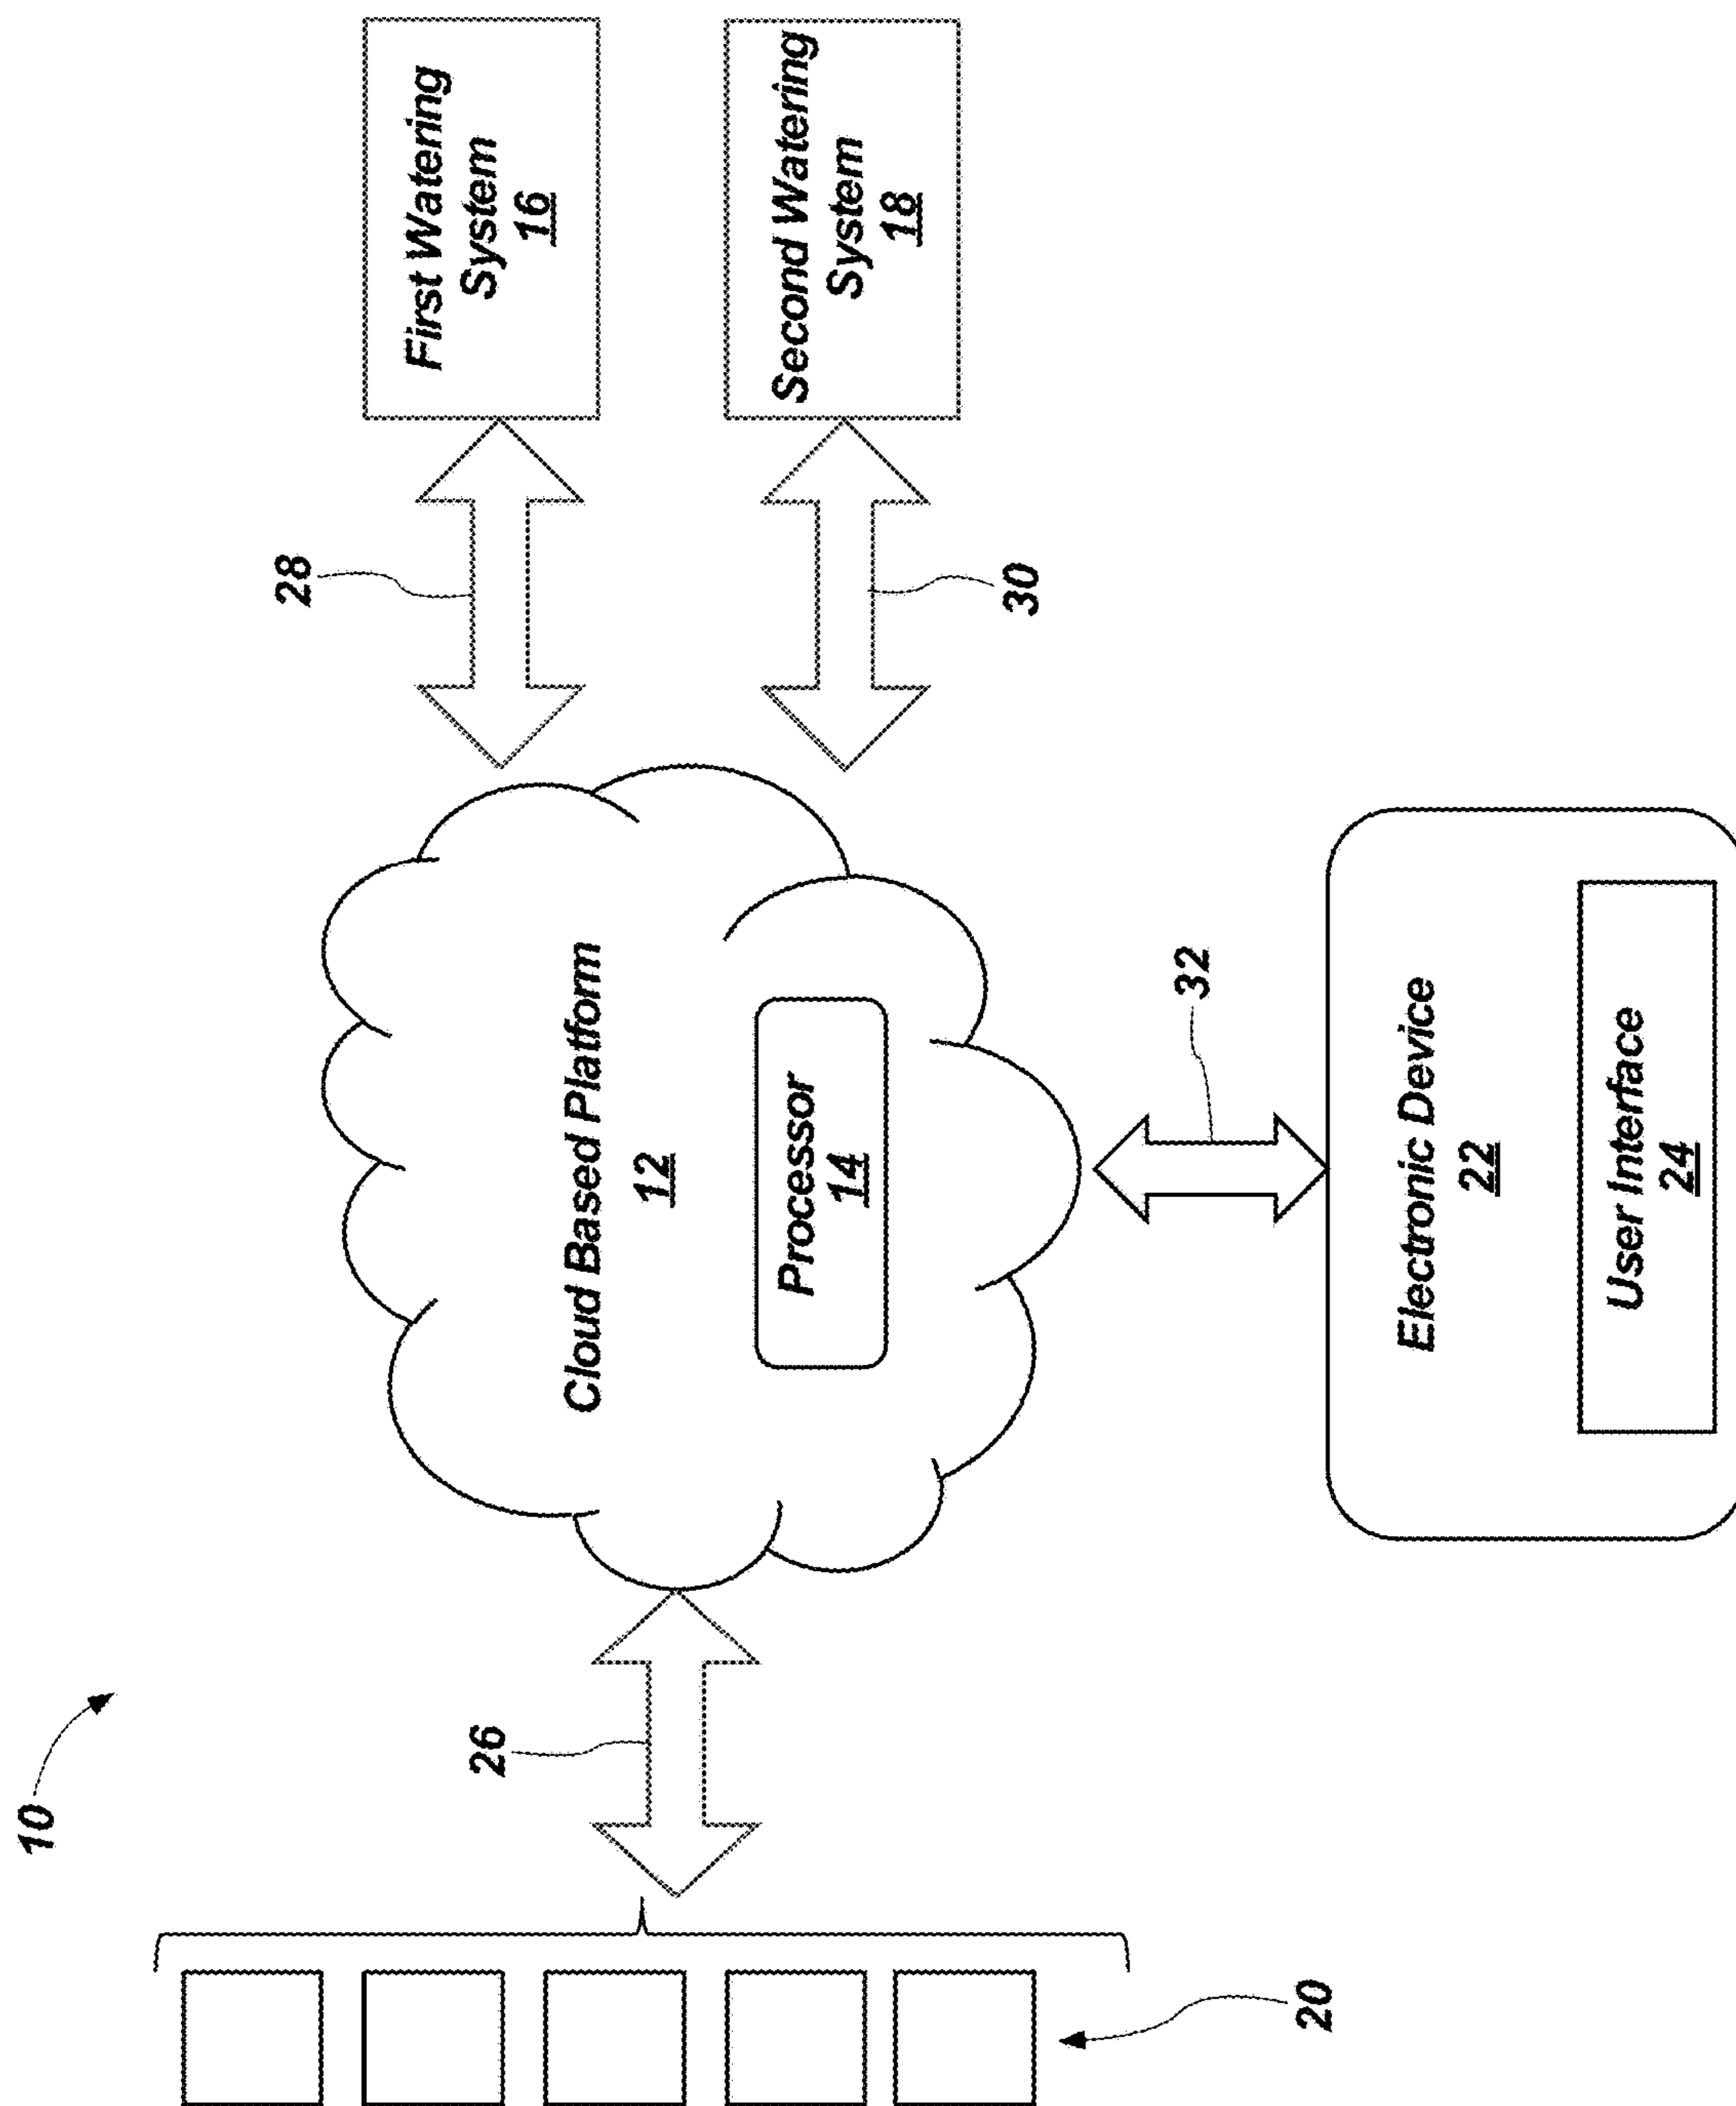 10
20
26
Cloud Based Platform
12
Processor
14
28
30
First Watering
System
16
Second Watering
System
18
32
Electronic Device
22
User Interface
24